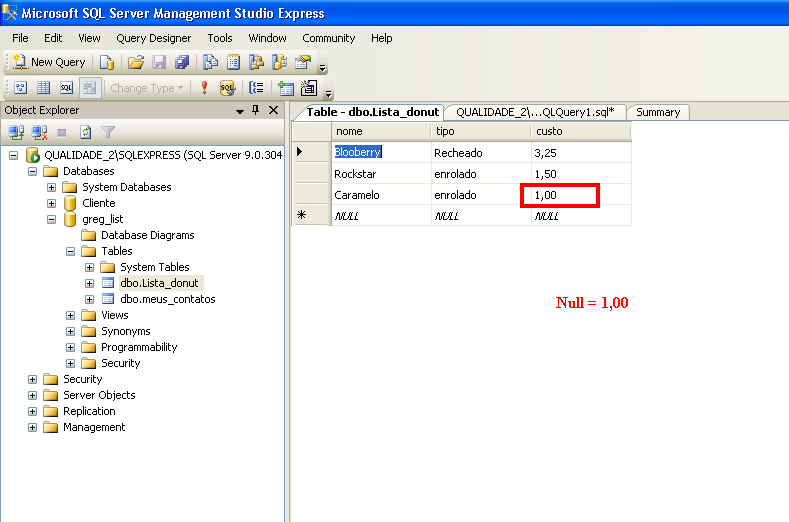 Microsoft SQL Server Management Studio Express
File Edit View Query Designer Tools Window Community Help
New Query
SQL Change Type SQL
Object Explorer
QUALIDADE_2\SQLEXPRESS (SQL Server 9.0.304
Databases
System Databases
Cliente
greg_list
Database Diagrams
Tables
System Tables
dbo.Lista_donut
dbo.meus_contatos
Views
Synonyms
Programmability
Security
Security
Server Objects
Replication
Management
Table - dbo.Lista_donut QUALIDADE_2\...QLQuery1.sql* Summary
nome tipo custo
Blooberry Recheado 3,25
Rockstar enrolado 1,50
Caramelo enrolado 1,00
NULL NULL NULL
Null = 1,00